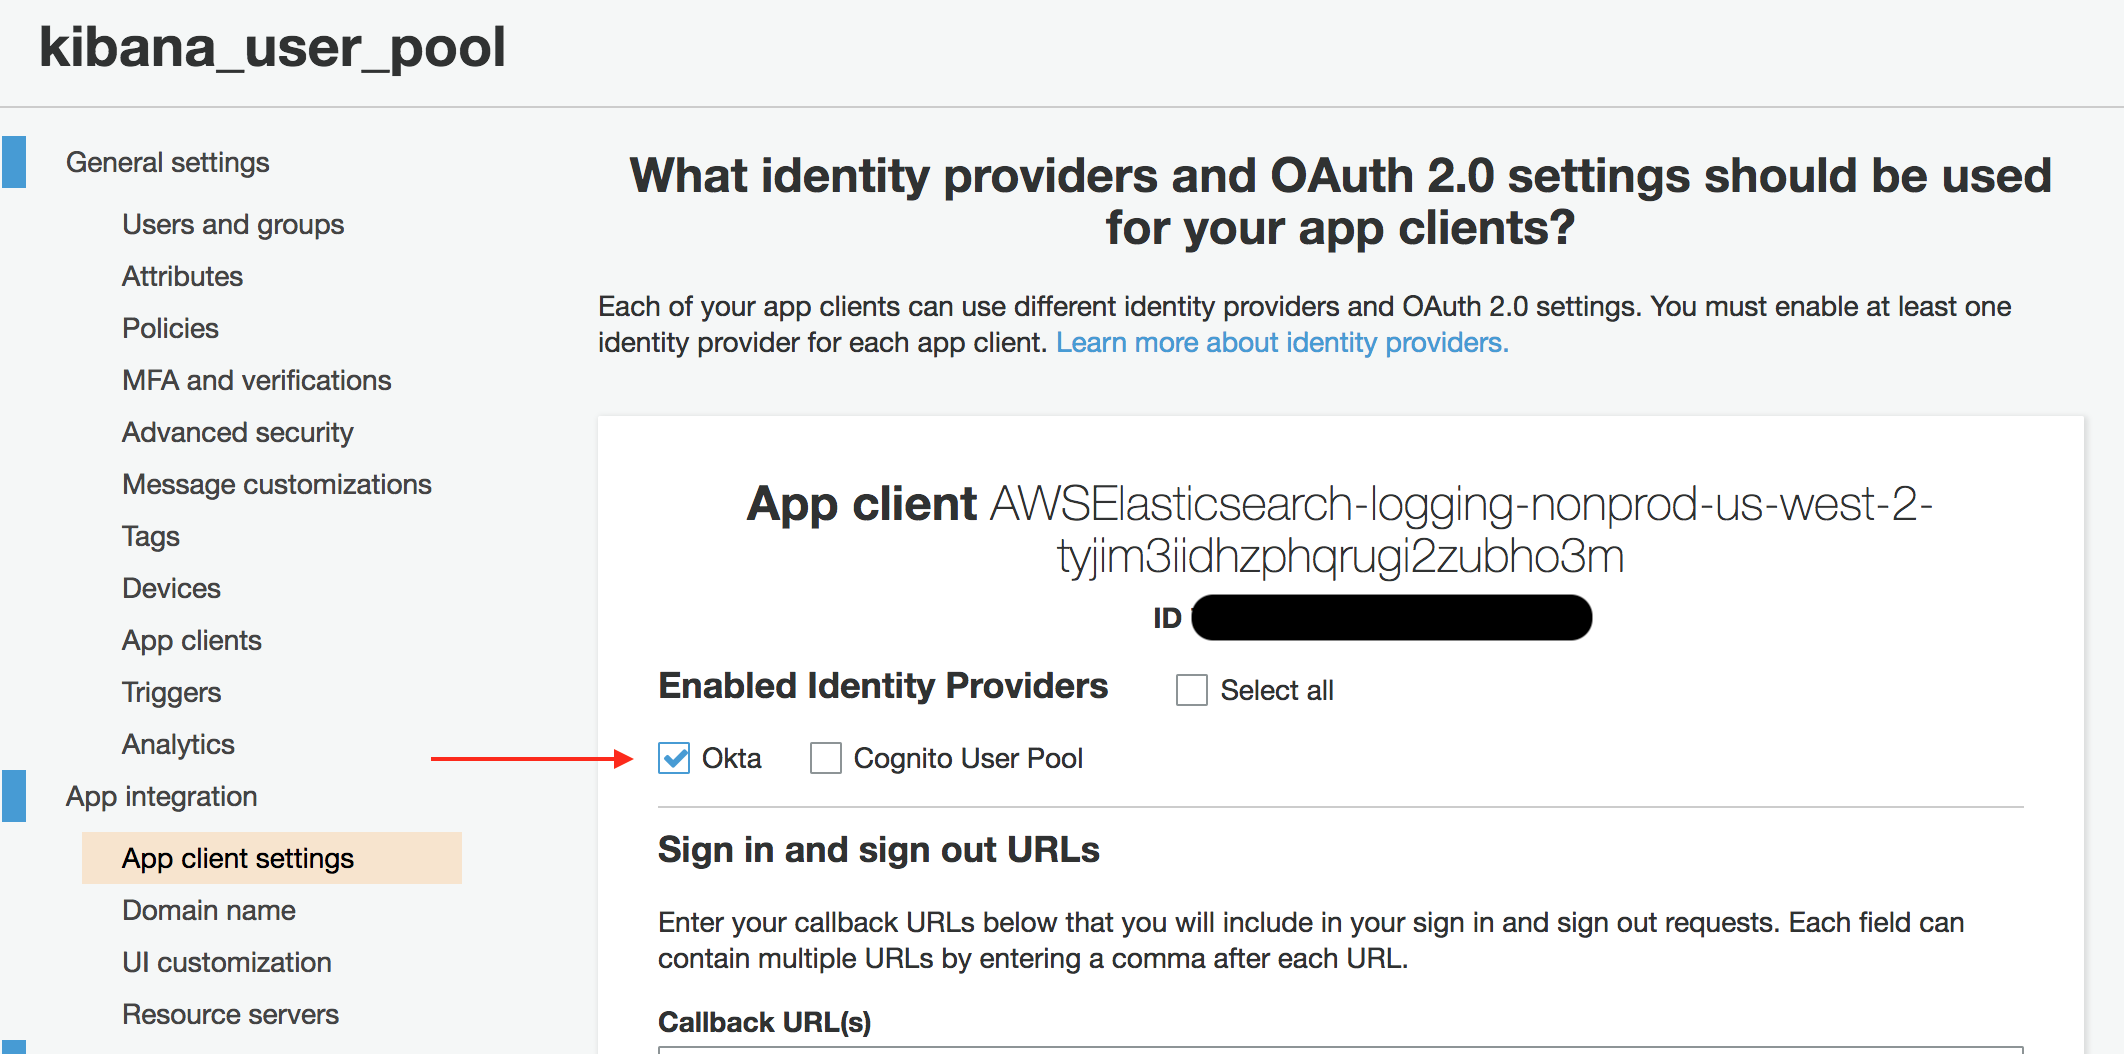 kibana_user_pool
General settings
Users and groups
Attributes
Policies
MFA and verifications
Advanced security
Message customizations
Tags
Devices
App clients
Triggers
Analytics
App integration
App client settings
Domain name
UI customization
Resource servers
What identity providers and OAuth 2.0 settings should be used
for your app clients?
Each of your app clients can use different identity providers and OAuth 2.0 settings. You must enable at least one
identity provider for each app client. Learn more about identity providers.
App client AWSElasticsearch-logging-nonprod-us-west-2-
tyjim3iidhzphqrugi2zubho3m
ID
Enabled Identity Providers
Select all
Okta
Cognito User Pool
Sign in and sign out URLs
Enter your callback URLs below that you will include in your sign in and sign out requests. Each field can
contain multiple URLs by entering a comma after each URL.
Callback URL(s)